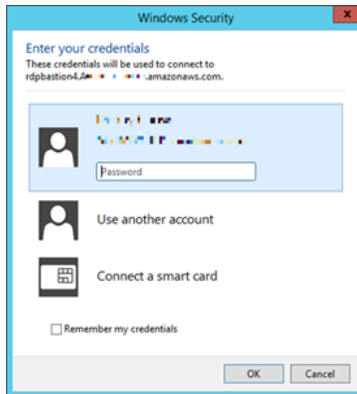 Windows Security
x
Enter your credentials
These credentials will be used to connect to
rdpbastion4.A amazonaws.com.
Password
Use another account
Connect a smart card
Remember my credentials
OK
Cancel